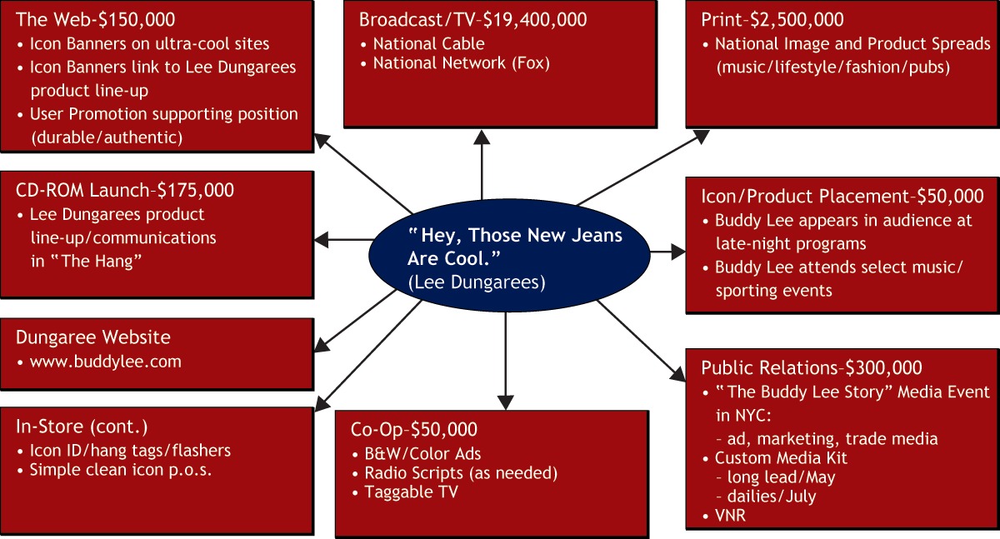 The Web–$150,000
• Icon Banners on ultra-cool sites
• Icon Banners link to Lee Dungarees
product line-up
• User Promotion supporting position
(durable/authentic)
Broadcast/TV–$19,400,000
• National Cable
• National Network (Fox)
Print–$2,500,000
• National Image and Product Spreads
(music/lifestyle/fashion/pubs)
CD-ROM Launch–$175,000
• Lee Dungarees product
line-up/communications
in “The Hang”
“Hey, Those New Jeans
Are Cool.”
(Lee Dungarees)
Icon/Product Placement–$50,000
• Buddy Lee appears in audience at
late-night programs
• Buddy Lee attends select music/
sporting events
Dungaree Website
• www.buddylee.com
In-Store (cont.)
• Icon ID/hang tags/flashers
• Simple clean icon p.o.s.
Co-Op–$50,000
• B&W/Color Ads
• Radio Scripts (as needed)
• Taggable TV
Public Relations–$300,000
• “The Buddy Lee Story” Media Event
in NYC:
– ad, marketing, trade media
• Custom Media Kit
– long lead/May
– dailies/July
• VNR